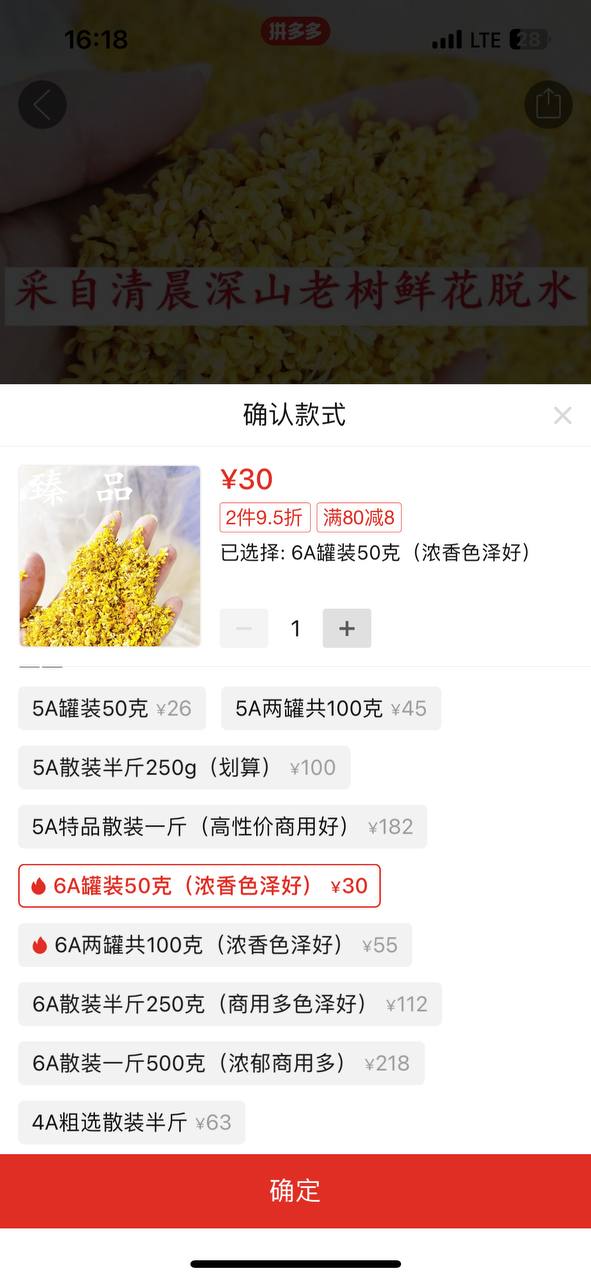 16:18
拼多多
LTE
28
采自清晨深山老树鲜花脱水
确认款式
臻 品
¥30
2件9.5折 满80减8
已选择: 6A罐装50克（浓香色泽好）
1
5A罐装50克 ¥26
5A两罐共100克 ¥45
5A散装半斤250g（划算） ¥100
5A特品散装一斤（高性价商用好） ¥182
6A罐装50克（浓香色泽好） ¥30
6A两罐共100克（浓香色泽好） ¥55
6A散装半斤250克（商用多色泽好） ¥112
6A散装一斤500克（浓郁商用多） ¥218
4A粗选散装半斤 ¥63
确定